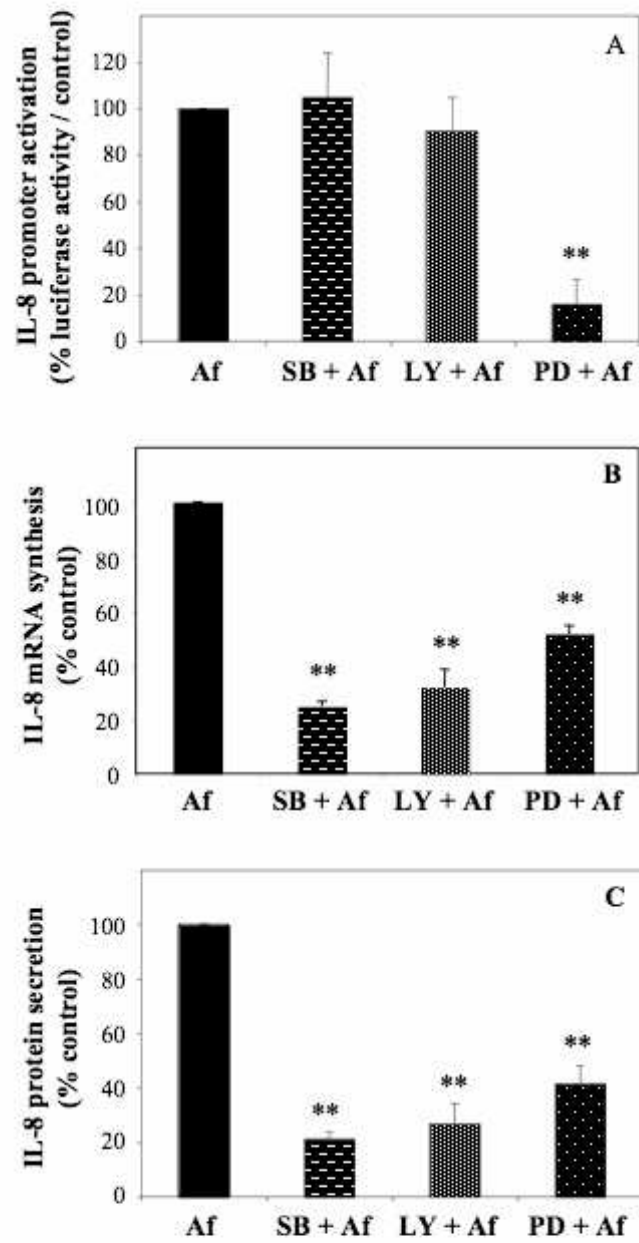 A
IL-8 promoter activation
(% luciferase activity / control)
120
100
80
60
40
20
0
**
Af SB + Af LY + Af PD + Af
B
IL-8 mRNA synthesis
(% control)
100
80
60
40
20
0
** ** **
Af SB + Af LY + Af PD + Af
C
IL-8 protein secretion
(% control)
100
80
60
40
20
0
** ** **
Af SB + Af LY + Af PD + Af